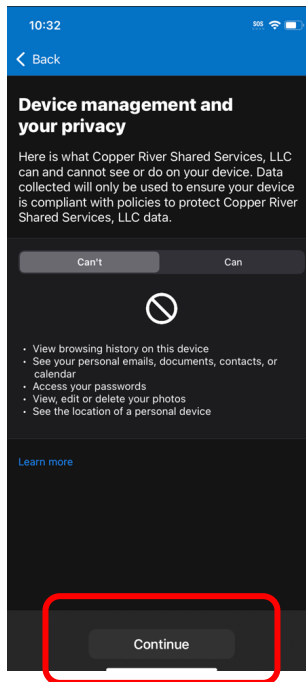 10:32
SOS
Back
Device management and
your privacy
Here is what Copper River Shared Services, LLC
can and cannot see or do on your device. Data
collected will only be used to ensure your device
is compliant with policies to protect Copper River
Shared Services, LLC data.
Can't Can
• View browsing history on this device
• See your personal emails, documents, contacts, or
calendar
• Access your passwords
• View, edit or delete your photos
• See the location of a personal device
Learn more
Continue